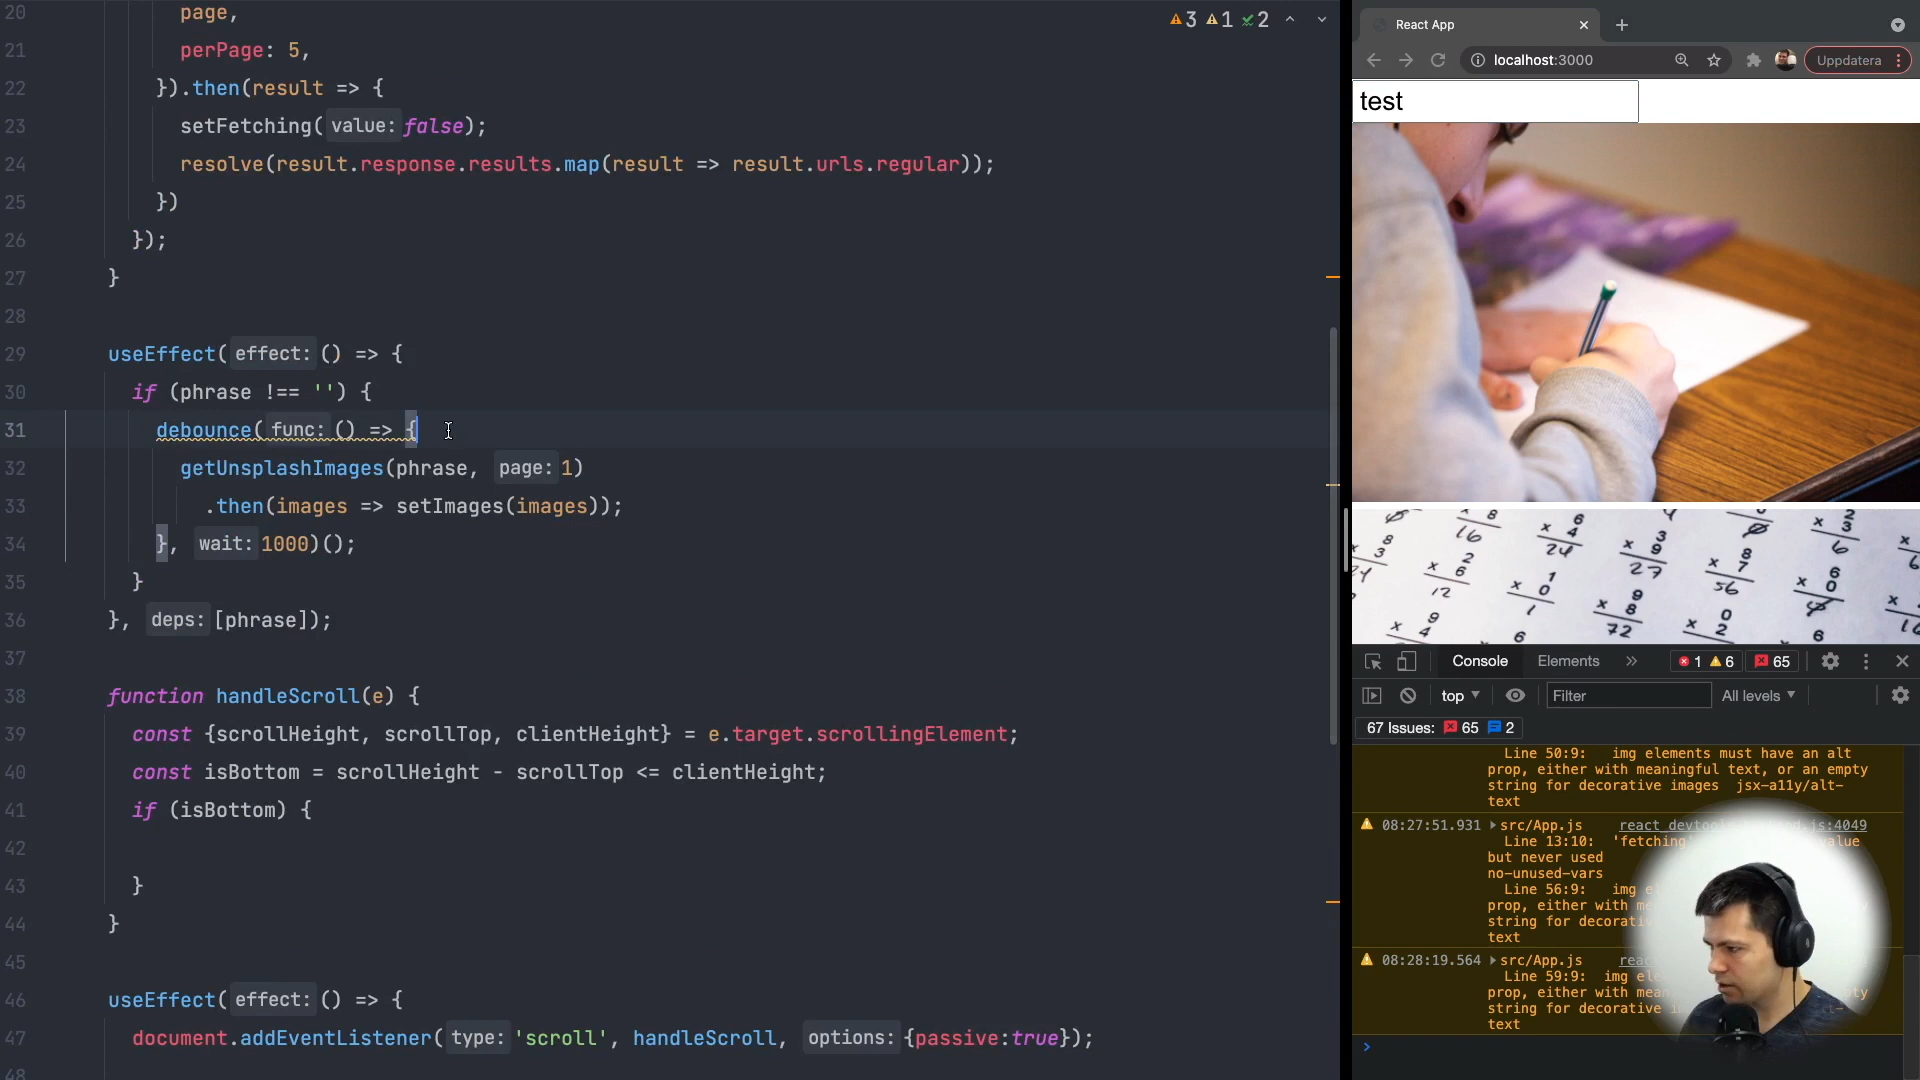 20 page,
21 perPage: 5,
22 }).then(result => {
23 setFetching( value: false);
24 resolve(result.response.results.map(result => result.urls.regular));
25 })
26 });
27 }
28
29 useEffect( effect: () => {
30 if (phrase !== '') {
31 debounce( func: () => {
32 getUnsplashImages(phrase, page: 1)
33 .then(images => setImages(images));
34 }, wait: 1000)();
35 }
36 }, deps: [phrase]);
37
38 function handleScroll(e) {
39 const {scrollHeight, scrollTop, clientHeight} = e.target.scrollingElement;
40 const isBottom = scrollHeight - scrollTop <= clientHeight;
41 if (isBottom) {
42
43 }
44 }
45
46 useEffect( effect: () => {
47 document.addEventListener( type: 'scroll', handleScroll, options: {passive:true});
48
3 1 2
React App
localhost:3000
Uppdatera
test
Console Elements 1 6 65
top Filter All levels
67 Issues: 65 2
Line 50:9: img elements must have an alt
prop, either with meaningful text, or an empty
string for decorative images jsx-a11y/alt-
text
08:27:51.931 src/App.js
Line 13:10: 'fetching'
but never used
no-unused-vars
Line 56:9: img
prop, either with
string for
text
08:28:19.564 src/App.js
Line 59:9: img
prop, either with
string for
text